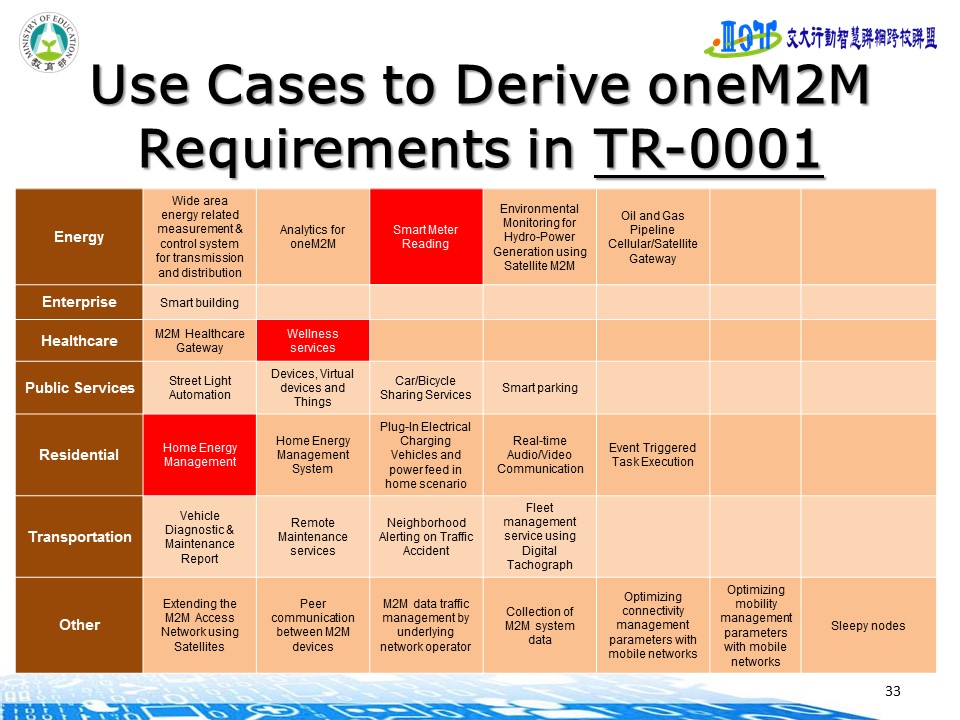 MINISTRY OF EDUCATION
教育部
交大行動智慧聯網跨校聯盟
Use Cases to Derive oneM2M
Requirements in TR-0001
Energy
Wide area
energy related
measurement &
control system
for transmission
and distribution
Analytics for
oneM2M
Smart Meter
Reading
Environmental
Monitoring for
Hydro-Power
Generation using
Satellite M2M
Oil and Gas
Pipeline
Cellular/Satellite
Gateway
Enterprise
Smart building
Healthcare
M2M Healthcare
Gateway
Wellness
services
Public Services
Street Light
Automation
Devices, Virtual
devices and
Things
Car/Bicycle
Sharing Services
Smart parking
Residential
Home Energy
Management
Home Energy
Management
System
Plug-In Electrical
Charging
Vehicles and
power feed in
home scenario
Real-time
Audio/Video
Communication
Event Triggered
Task Execution
Transportation
Vehicle
Diagnostic &
Maintenance
Report
Remote
Maintenance
services
Neighborhood
Alerting on Traffic
Accident
Fleet
management
service using
Digital
Tachograph
Other
Extending the
M2M Access
Network using
Satellites
Peer
communication
between M2M
devices
M2M data traffic
management by
underlying
network operator
Collection of
M2M system
data
Optimizing
connectivity
management
parameters with
mobile networks
Optimizing
mobility
management
parameters
with mobile
networks
Sleepy nodes
33